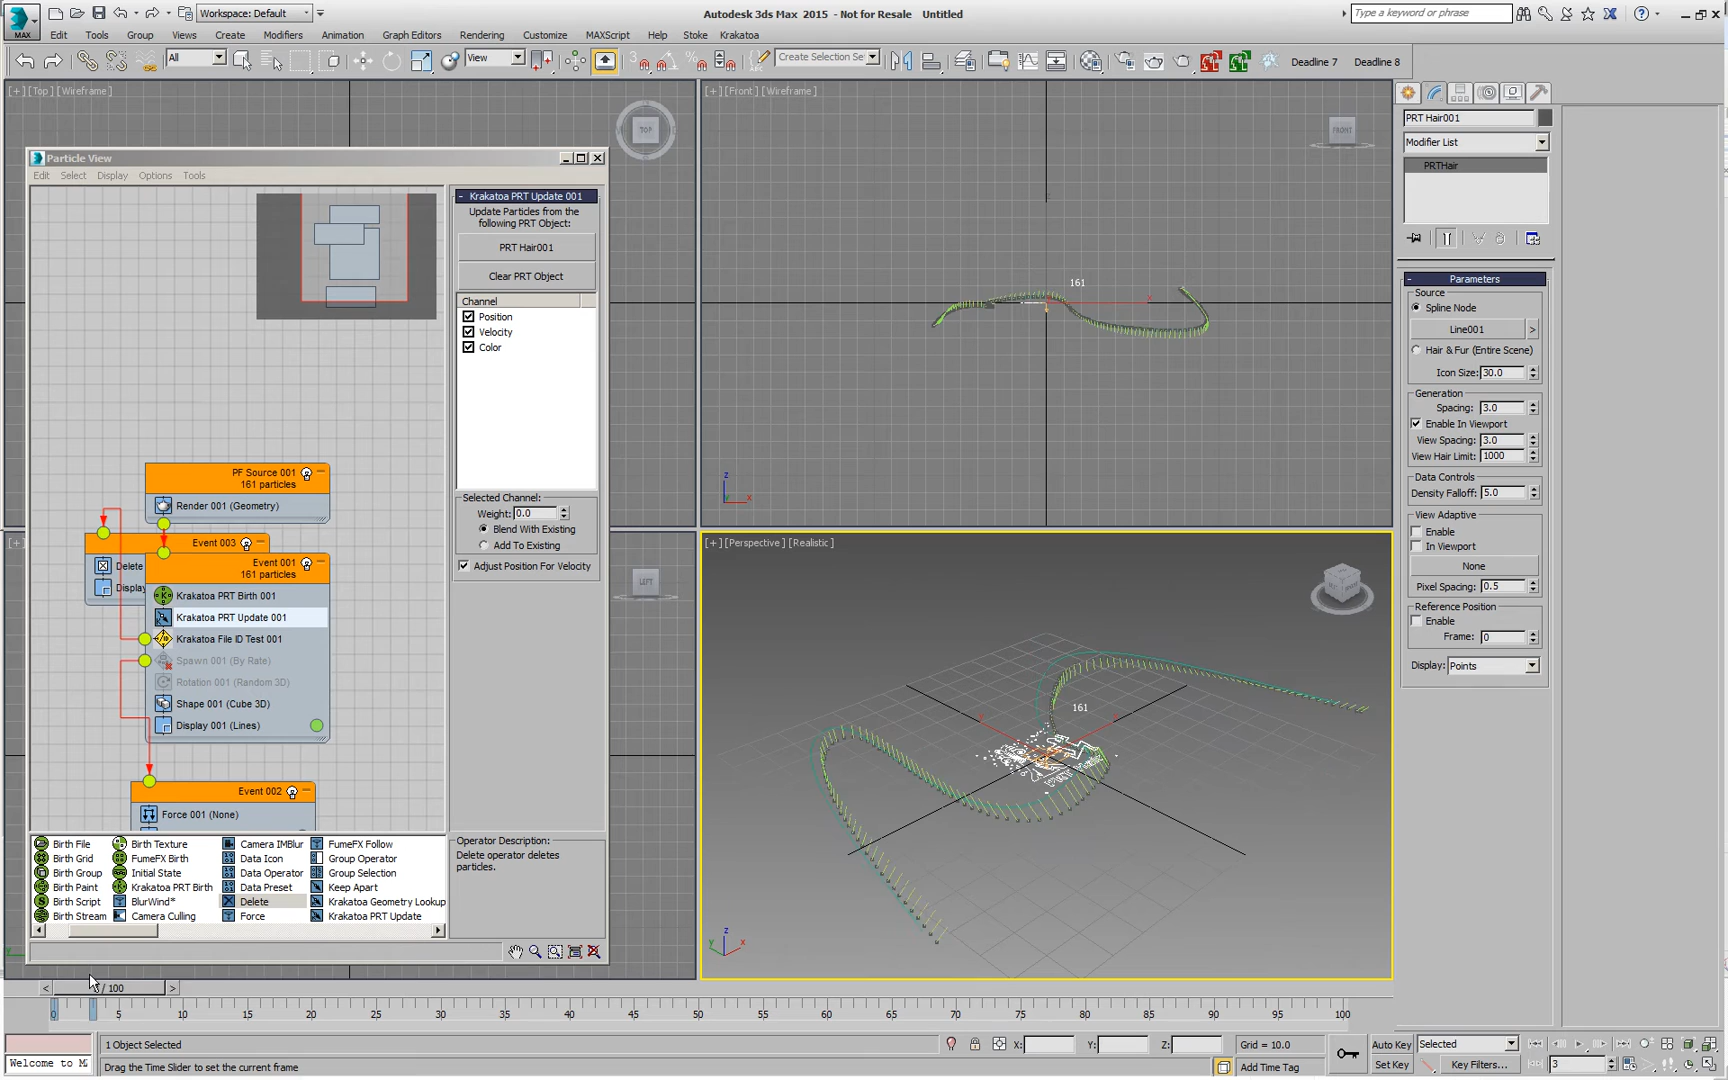 Workspace: Default
Autodesk 3ds Max 2015 - Not for Resale Untitled
Type a keyword or phrase
MAX
Edit Tools Group Views Create Modifiers Animation Graph Editors Rendering Customize MAXScript Help Stoke Krakatoa
All
View
3
Create Selection Se
Deadline 7
Deadline 8
[+] [Top] [Wireframe]
TOP
[+] [Front] [Wireframe]
FRONT
161
PRT Hair001
Modifier List
PRTHair
Particle View
Edit Select Display Options Tools
Krakatoa PRT Update 001
Update Particles from the
following PRT Object:
PRT Hair001
Clear PRT Object
Channel
Position
Velocity
Color
Selected Channel:
Weight: 0.0
Blend With Existing
Add To Existing
Adjust Position For Velocity
PF Source 001
161 particles
Render 001 (Geometry)
Event 003
Delete
Display
Event 001
161 particles
Krakatoa PRT Birth 001
Krakatoa PRT Update 001
Krakatoa File ID Test 001
Spawn 001 (By Rate)
Rotation 001 (Random 3D)
Shape 001 (Cube 3D)
Display 001 (Lines)
Event 002
Force 001 (None)
Birth File
Birth Grid
Birth Group
Birth Paint
Birth Script
Birth Stream
Birth Texture
FumeFX Birth
Initial State
Krakatoa PRT Birth
BlurWind*
Camera Culling
Camera IMBlur
Data Icon
Data Operator
Data Preset
Delete
Force
FumeFX Follow
Group Operator
Group Selection
Keep Apart
Krakatoa Geometry Lookup
Krakatoa PRT Update
Operator Description:
Delete operator deletes
particles.
LEFT
[+] [Perspective] [Realistic]
161
Parameters
Source
Spline Node
Line001
>
Hair & Fur (Entire Scene)
Icon Size: 30.0
Generation
Spacing: 3.0
Enable In Viewport
View Spacing: 3.0
View Hair Limit: 1000
Data Controls
Density Falloff: 5.0
View Adaptive
Enable
In Viewport
None
Pixel Spacing: 0.5
Reference Position
Enable
Frame: 0
Display: Points
z
x
y
< / 100 >
0 5 10 15 20 25 30 35 40 45 50 55 60 65 70 75 80 85 90 95 100
1 Object Selected
X:
Y:
Z:
Grid = 10.0
Auto Key
Selected
Welcome to M
Drag the Time Slider to set the current frame
Add Time Tag
Set Key
Key Filters...
3